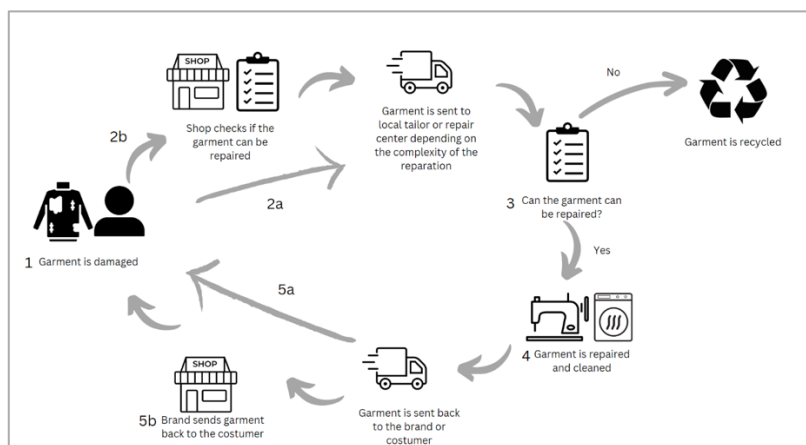 SHOP
Shop checks if the
garment can be
repaired
Garment is sent to
local tailor or repair
center depending on
the complexity of the
reparation
No
Garment is recycled
2b
2a
3 Can the garment can
be repaired?
1 Garment is damaged
Yes
5a
4 Garment is repaired
and cleaned
SHOP
5b Brand sends garment
back to the costumer
Garment is sent back
to the brand or
costumer